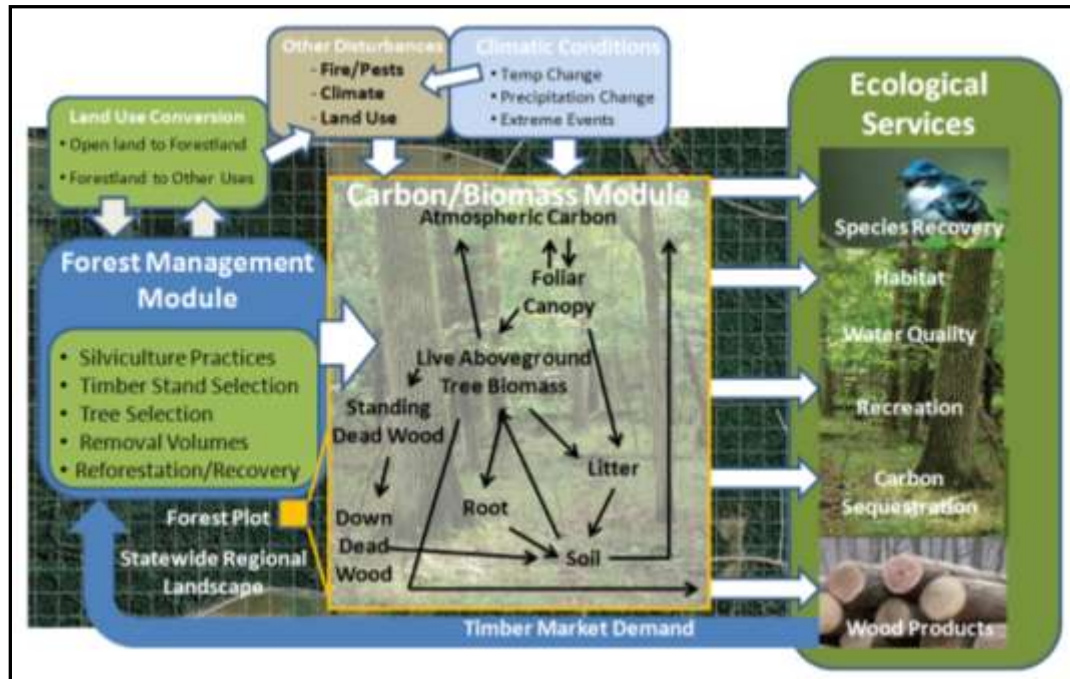 Other Disturbances
- Fire/Pests
- Climate
- Land Use
Climatic Conditions
• Temp Change
• Precipitation Change
• Extreme Events
Land Use Conversion
• Open land to Forestland
• Forestland to Other Uses
Forest Management
Module
• Silviculture Practices
• Timber Stand Selection
• Tree Selection
• Removal Volumes
• Reforestation/Recovery
Forest Plot
Statewide Regional
Landscape
Carbon/Biomass Module
Atmospheric Carbon
Foliar
Canopy
Live Aboveground
Tree Biomass
Standing
Dead Wood
Litter
Root
Down
Dead
Wood
Soil
Timber Market Demand
Ecological
Services
Species Recovery
Habitat
Water Quality
Recreation
Carbon
Sequestration
Wood Products